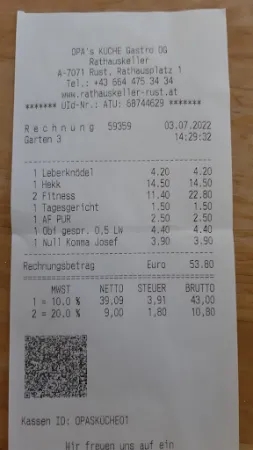 OPA's KÜCHE Gastro OG
Rathauskeller
A-7071 Rust, Rathausplatz 1
Tel.: +43 664 475 34 34
www.rathauskeller-rust.at
******* UId-Nr.: ATU: 68744629 *******
Rechnung 59359 03.07.2022
Garten 3 14:29:32
1 Leberknödel 4.20 4.20
1 Hekk 14.50 14.50
2 Fitness 11.40 22.80
1 Tagesgericht 1.50 1.50
1 AF PUR 2.50 2.50
1 Obi gespr. 0,5 LW 4.40 4.40
1 Null Komma Josef 3.90 3.90
Rechnungsbetrag Euro 53.80
MWST NETTO STEUER BRUTTO
1 = 10.0 % 39,09 3,91 43,00
2 = 20.0 % 9,00 1,80 10,80
Kassen ID: OPASKÜCHE01
Wir freuen uns auf ein